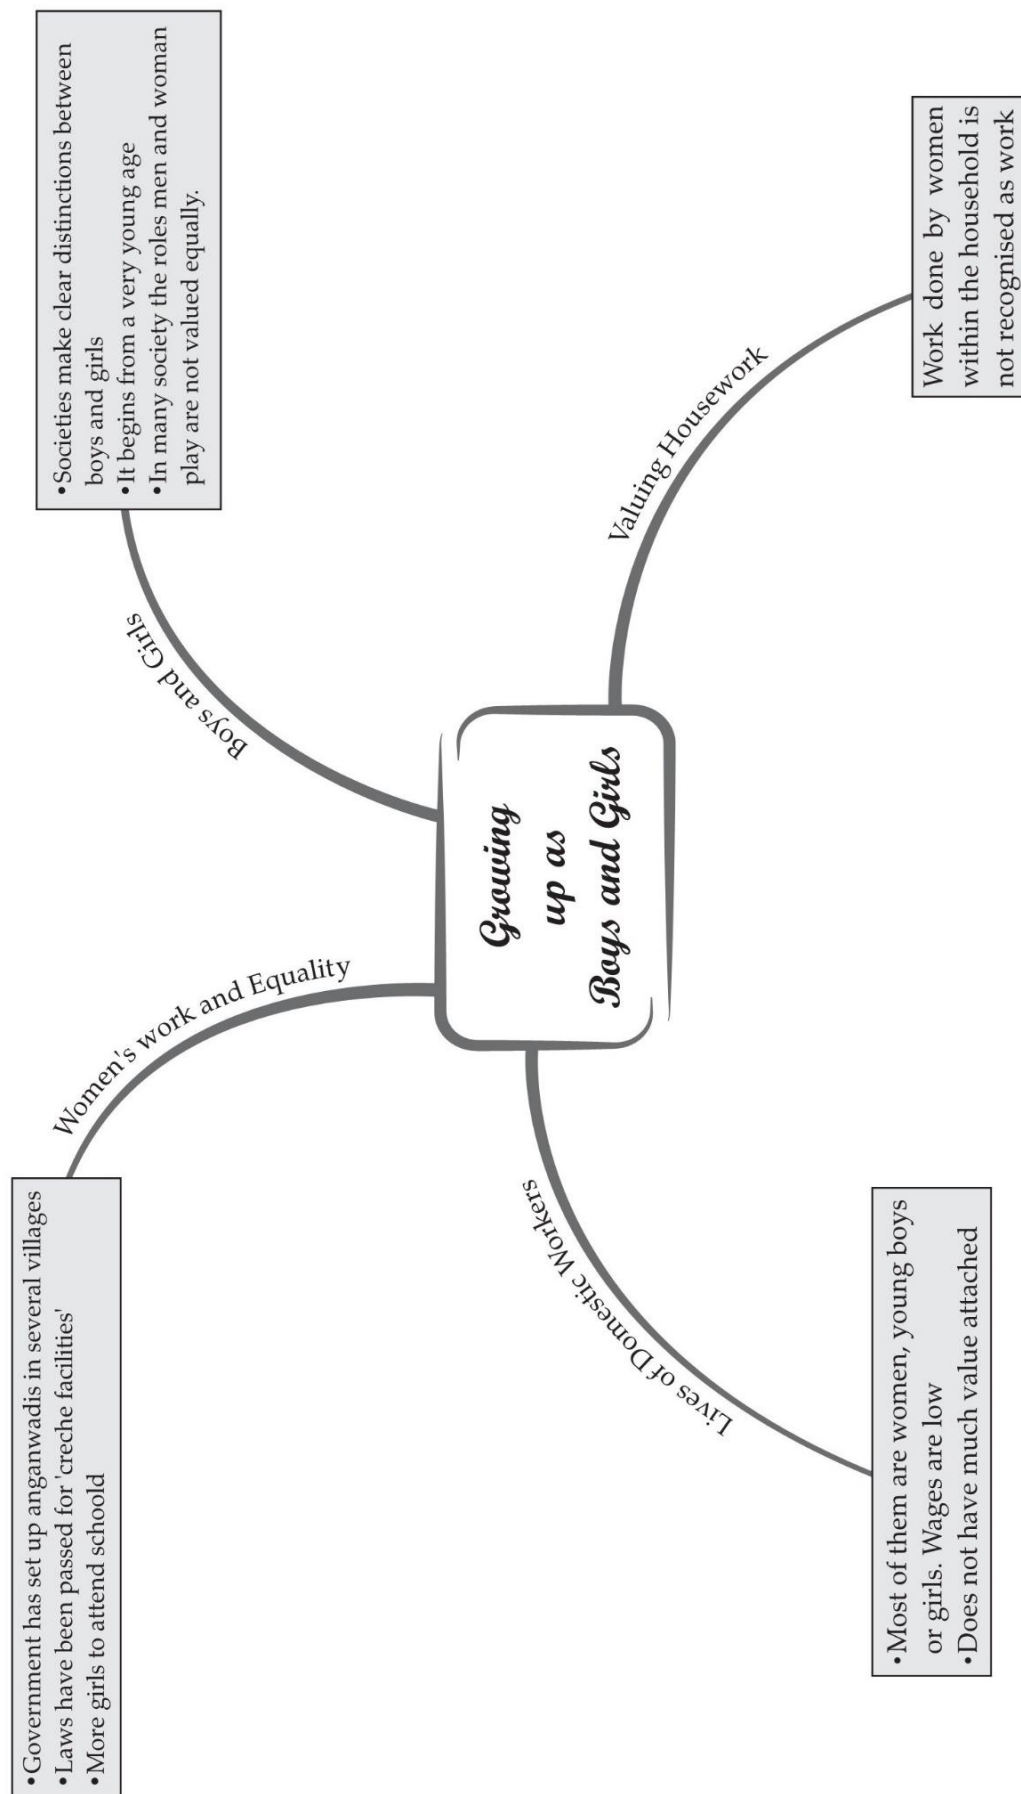 •Government has set up anganwadis in several villages
•Laws have been passed for 'creche facilities'
•More girls to attend schoold
Women's work and Equality
•Societies make clear distinctions between
boys and girls
•It begins from a very young age
•In many society the roles men and woman
play are not valued equally.
Boys and Girls
Growing
up as
Boys and Girls
Lives of Domestic Workers
•Most of them are women, young boys
or girls. Wages are low
•Does not have much value attached
Valuing Housework
Work done by women
within the household is
not recognised as work